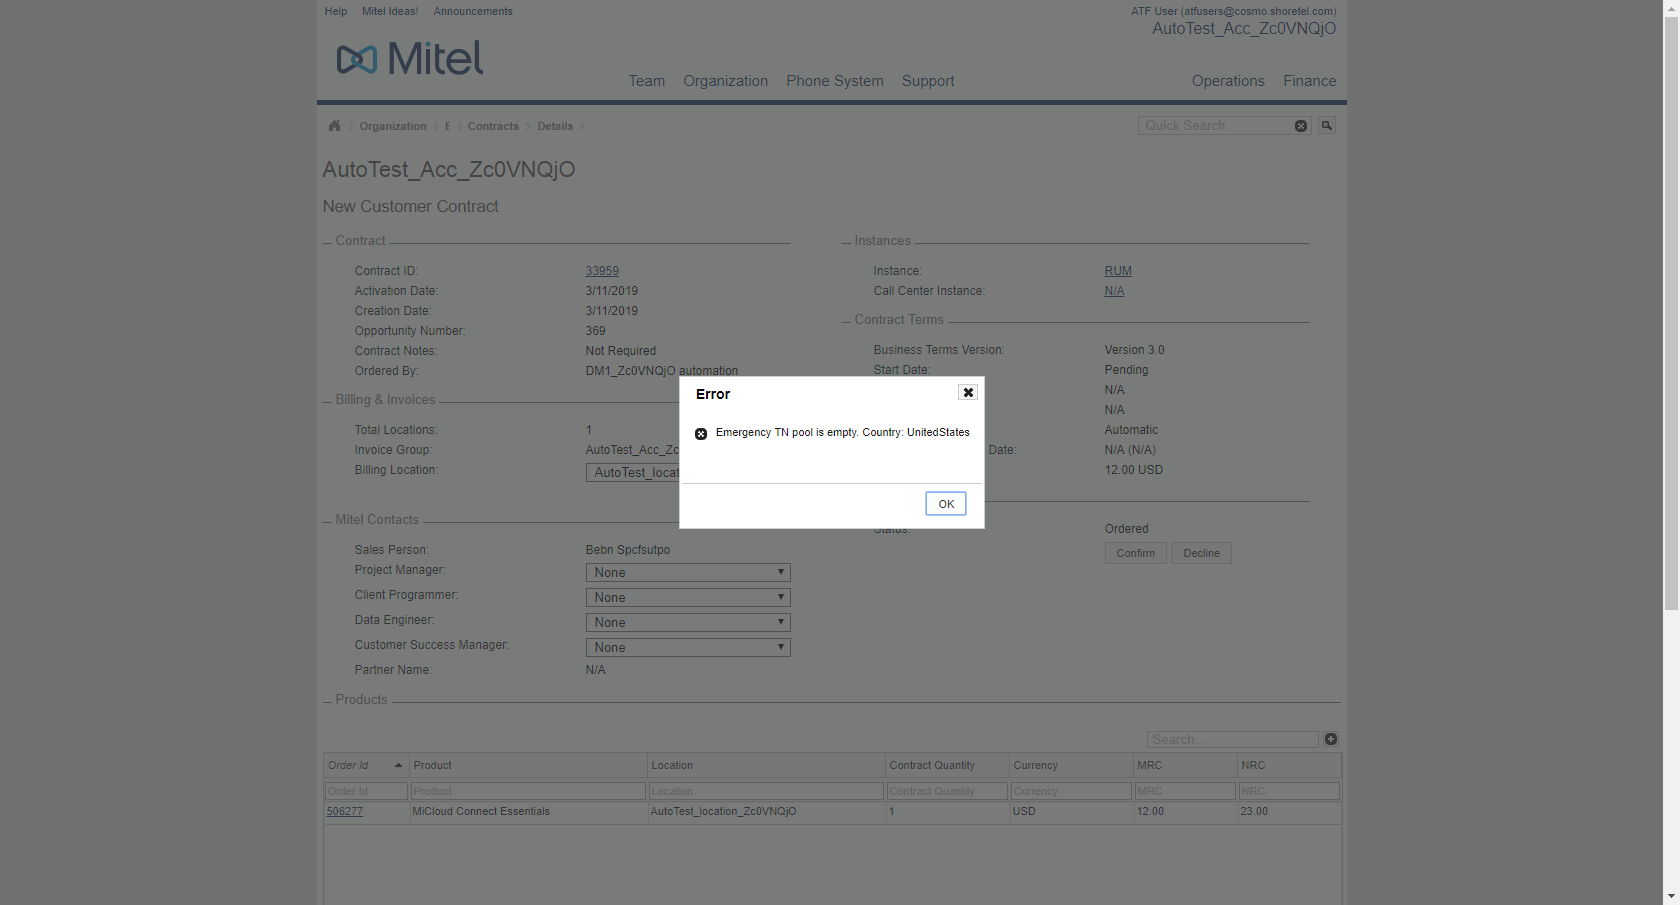 Help Mitel Ideas! Announcements
ATF User (atfusers@cosmo.shoretel.com)
AutoTest_Acc_Zc0VNQjO
Mitel
Team Organization Phone System Support Operations Finance
Organization E Contracts Details
Quick Search
AutoTest_Acc_Zc0VNQjO
New Customer Contract
Contract
Contract ID: 33959
Activation Date: 3/11/2019
Creation Date: 3/11/2019
Opportunity Number: 369
Contract Notes: Not Required
Ordered By: DM1_Zc0VNQjO automation
Billing & Invoices
Total Locations: 1
Invoice Group: AutoTest_Acc_Zc
Billing Location: AutoTest_locat
Mitel Contacts
Sales Person: Bebn Spcfsutpo
Project Manager: None
Client Programmer: None
Data Engineer: None
Customer Success Manager: None
Partner Name: N/A
Instances
Instance: RUM
Call Center Instance: N/A
Contract Terms
Business Terms Version: Version 3.0
Start Date: Pending
N/A
N/A
Automatic
Date: N/A (N/A)
12.00 USD
Status: Ordered
Confirm Decline
Error
Emergency TN pool is empty. Country: UnitedStates
OK
Products
Search...
Order Id Product Location Contract Quantity Currency MRC NRC
Order Id Product Location Contract Quantity Currency MRC NRC
506277 MiCloud Connect Essentials AutoTest_location_Zc0VNQjO 1 USD 12.00 23.00